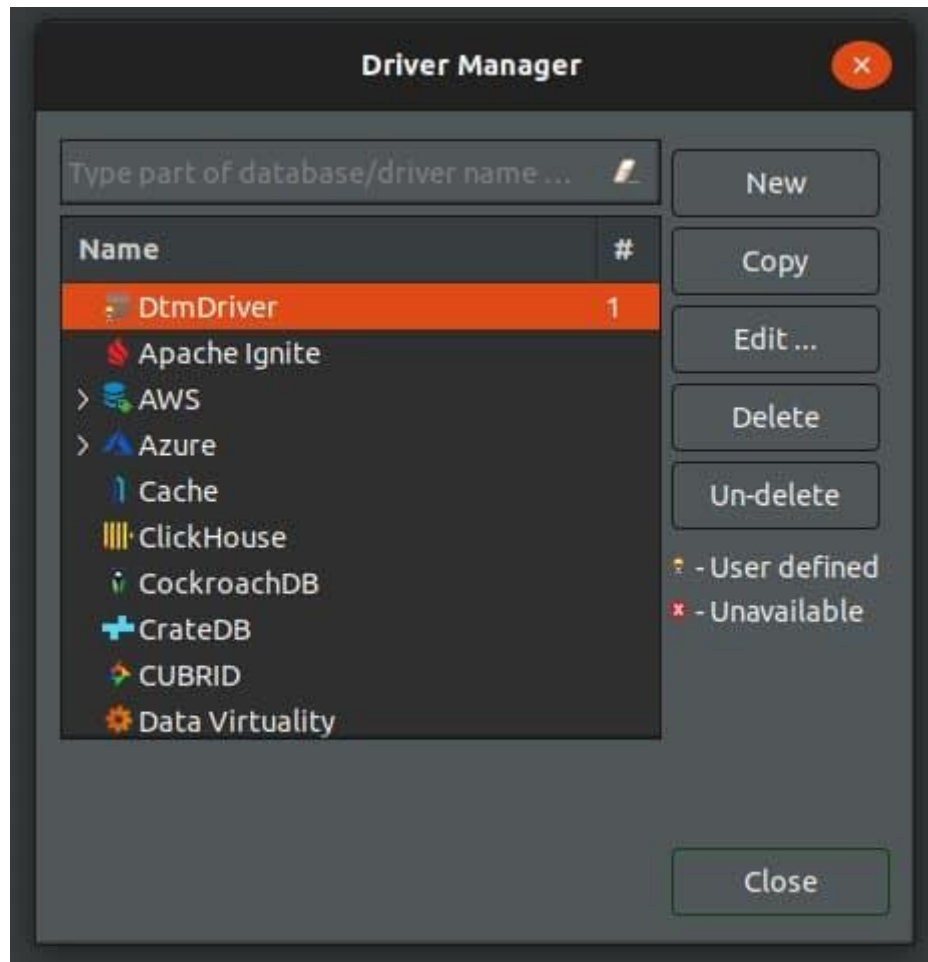 Driver Manager
Type part of database/driver name ...
New
Name #
Copy
DtmDriver 1
Apache Ignite
Edit ...
AWS
Delete
Azure
Cache
Un-delete
ClickHouse
CockroachDB
- User defined
CrateDB
- Unavailable
CUBRID
Data Virtuality
Close